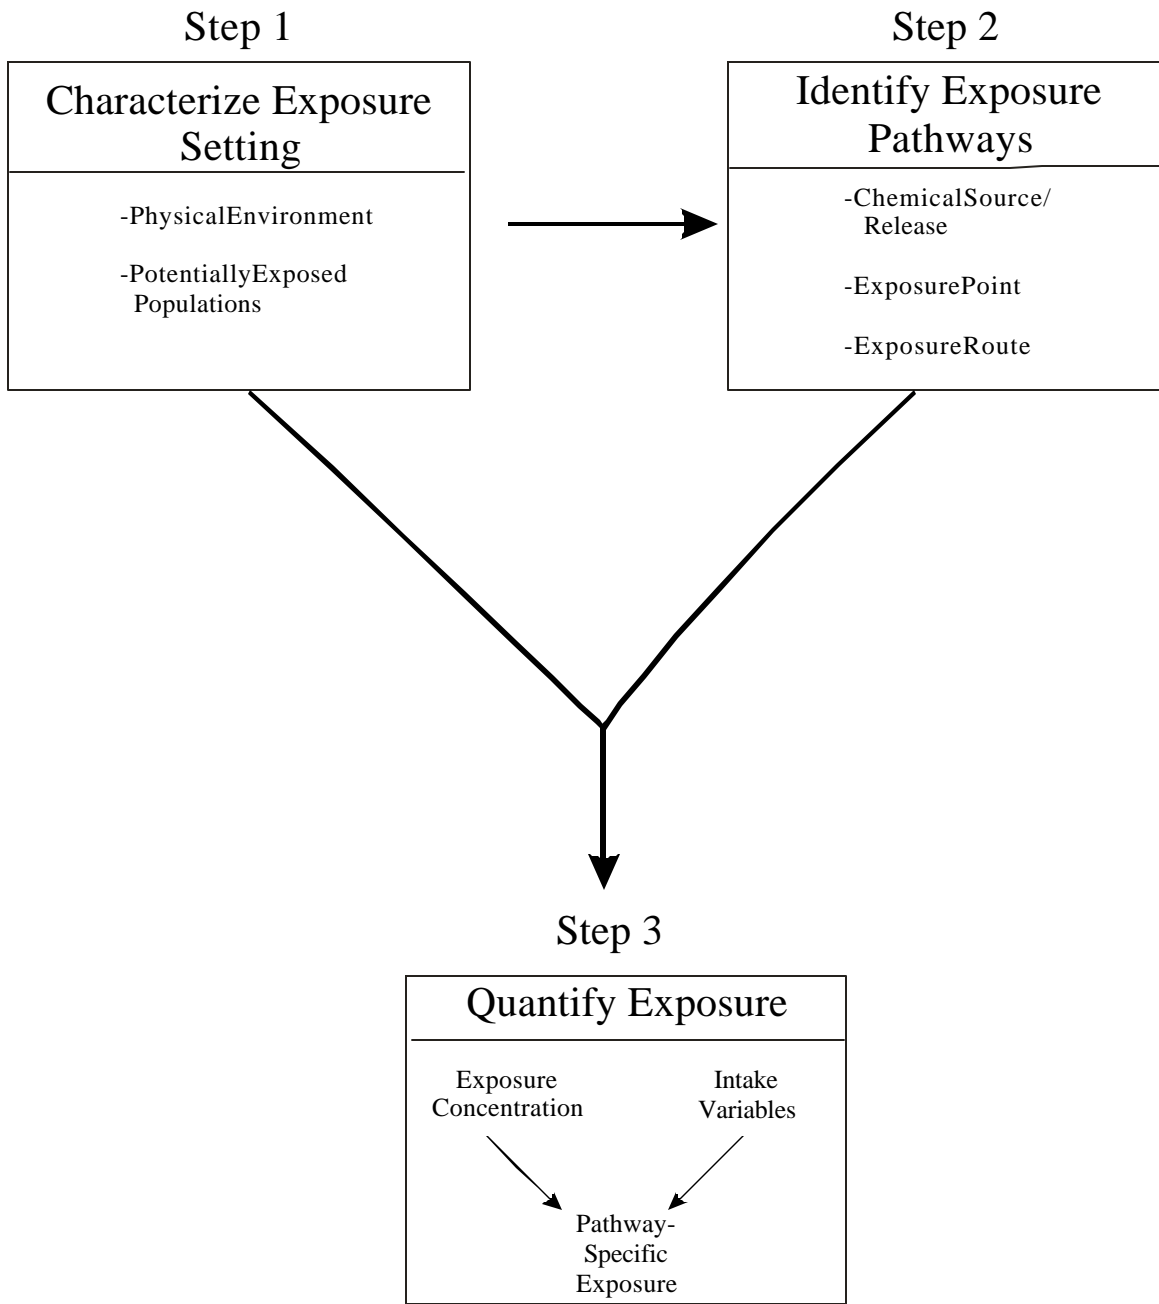 Step 1
Characterize Exposure
Setting
-PhysicalEnvironment
-PotentiallyExposed
Populations
Step 2
Identify Exposure
Pathways
-ChemicalSource/
Release
-ExposurePoint
-ExposureRoute
Step 3
Quantify Exposure
Exposure
Concentration
Intake
Variables
Pathway-
Specific
Exposure